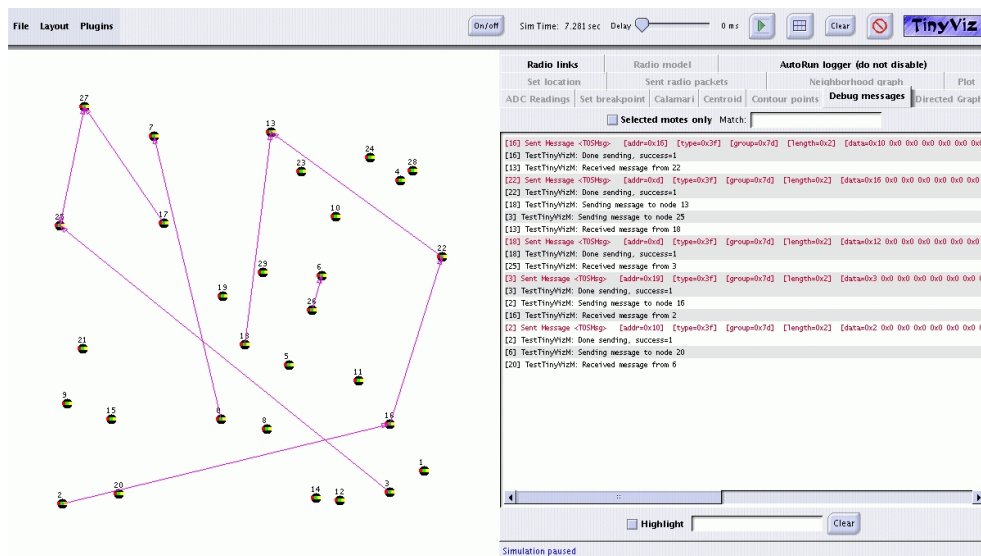 File Layout Plugins
On/off Sim Time: 7.281 sec Delay 0 ms Clear TinyViz
Radio links Radio model AutoRun logger (do not disable)
Set location Sent radio packets Neighborhood graph Plot
ADC Readings Set breakpoint Calamari Centroid Contour points Debug messages Directed Graph
Selected motes only Match:
[16] Sent Message <TOSMsg> [addr=0x16] [type=0x3f] [group=0x7d] [length=0x2] [data=0x10 0x0 0x0 0x0 0x0 0x0 0x0
[16] TestTinyVizM: Done sending, success=1
[13] TestTinyVizM: Received message from 22
[22] Sent Message <TOSMsg> [addr=0xd] [type=0x3f] [group=0x7d] [length=0x2] [data=0x16 0x0 0x0 0x0 0x0 0x0 0x0
[22] TestTinyVizM: Done sending, success=1
[18] TestTinyVizM: Sending message to node 13
[3] TestTinyVizM: Sending message to node 25
[13] TestTinyVizM: Received message from 18
[18] Sent Message <TOSMsg> [addr=0xd] [type=0x3f] [group=0x7d] [length=0x2] [data=0x12 0x0 0x0 0x0 0x0 0x0 0x0
[18] TestTinyVizM: Done sending, success=1
[25] TestTinyVizM: Received message from 3
[3] Sent Message <TOSMsg> [addr=0x19] [type=0x3f] [group=0x7d] [length=0x2] [data=0x3 0x0 0x0 0x0 0x0 0x0 0x0
[3] TestTinyVizM: Done sending, success=1
[2] TestTinyVizM: Sending message to node 16
[16] TestTinyVizM: Received message from 2
[2] Sent Message <TOSMsg> [addr=0x10] [type=0x3f] [group=0x7d] [length=0x2] [data=0x2 0x0 0x0 0x0 0x0 0x0 0x0
[2] TestTinyVizM: Done sending, success=1
[6] TestTinyVizM: Sending message to node 20
[20] TestTinyVizM: Received message from 6
Highlight Clear
Simulation paused
27
7
13
24
28
23
4
10
17
25
22
29
6
19
26
18
21
5
11
9
15
8
16
1
20
2
14
12
3